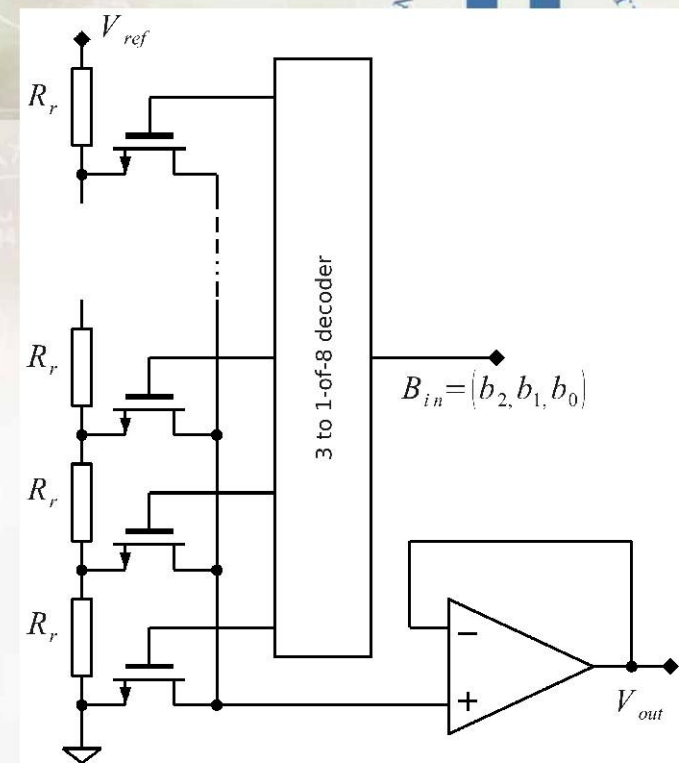 V_ref
R_r
R_r
3 to 1-of-8 decoder
B_in=(b_2,b_1,b_0)
R_r
R_r
−
+
V_out